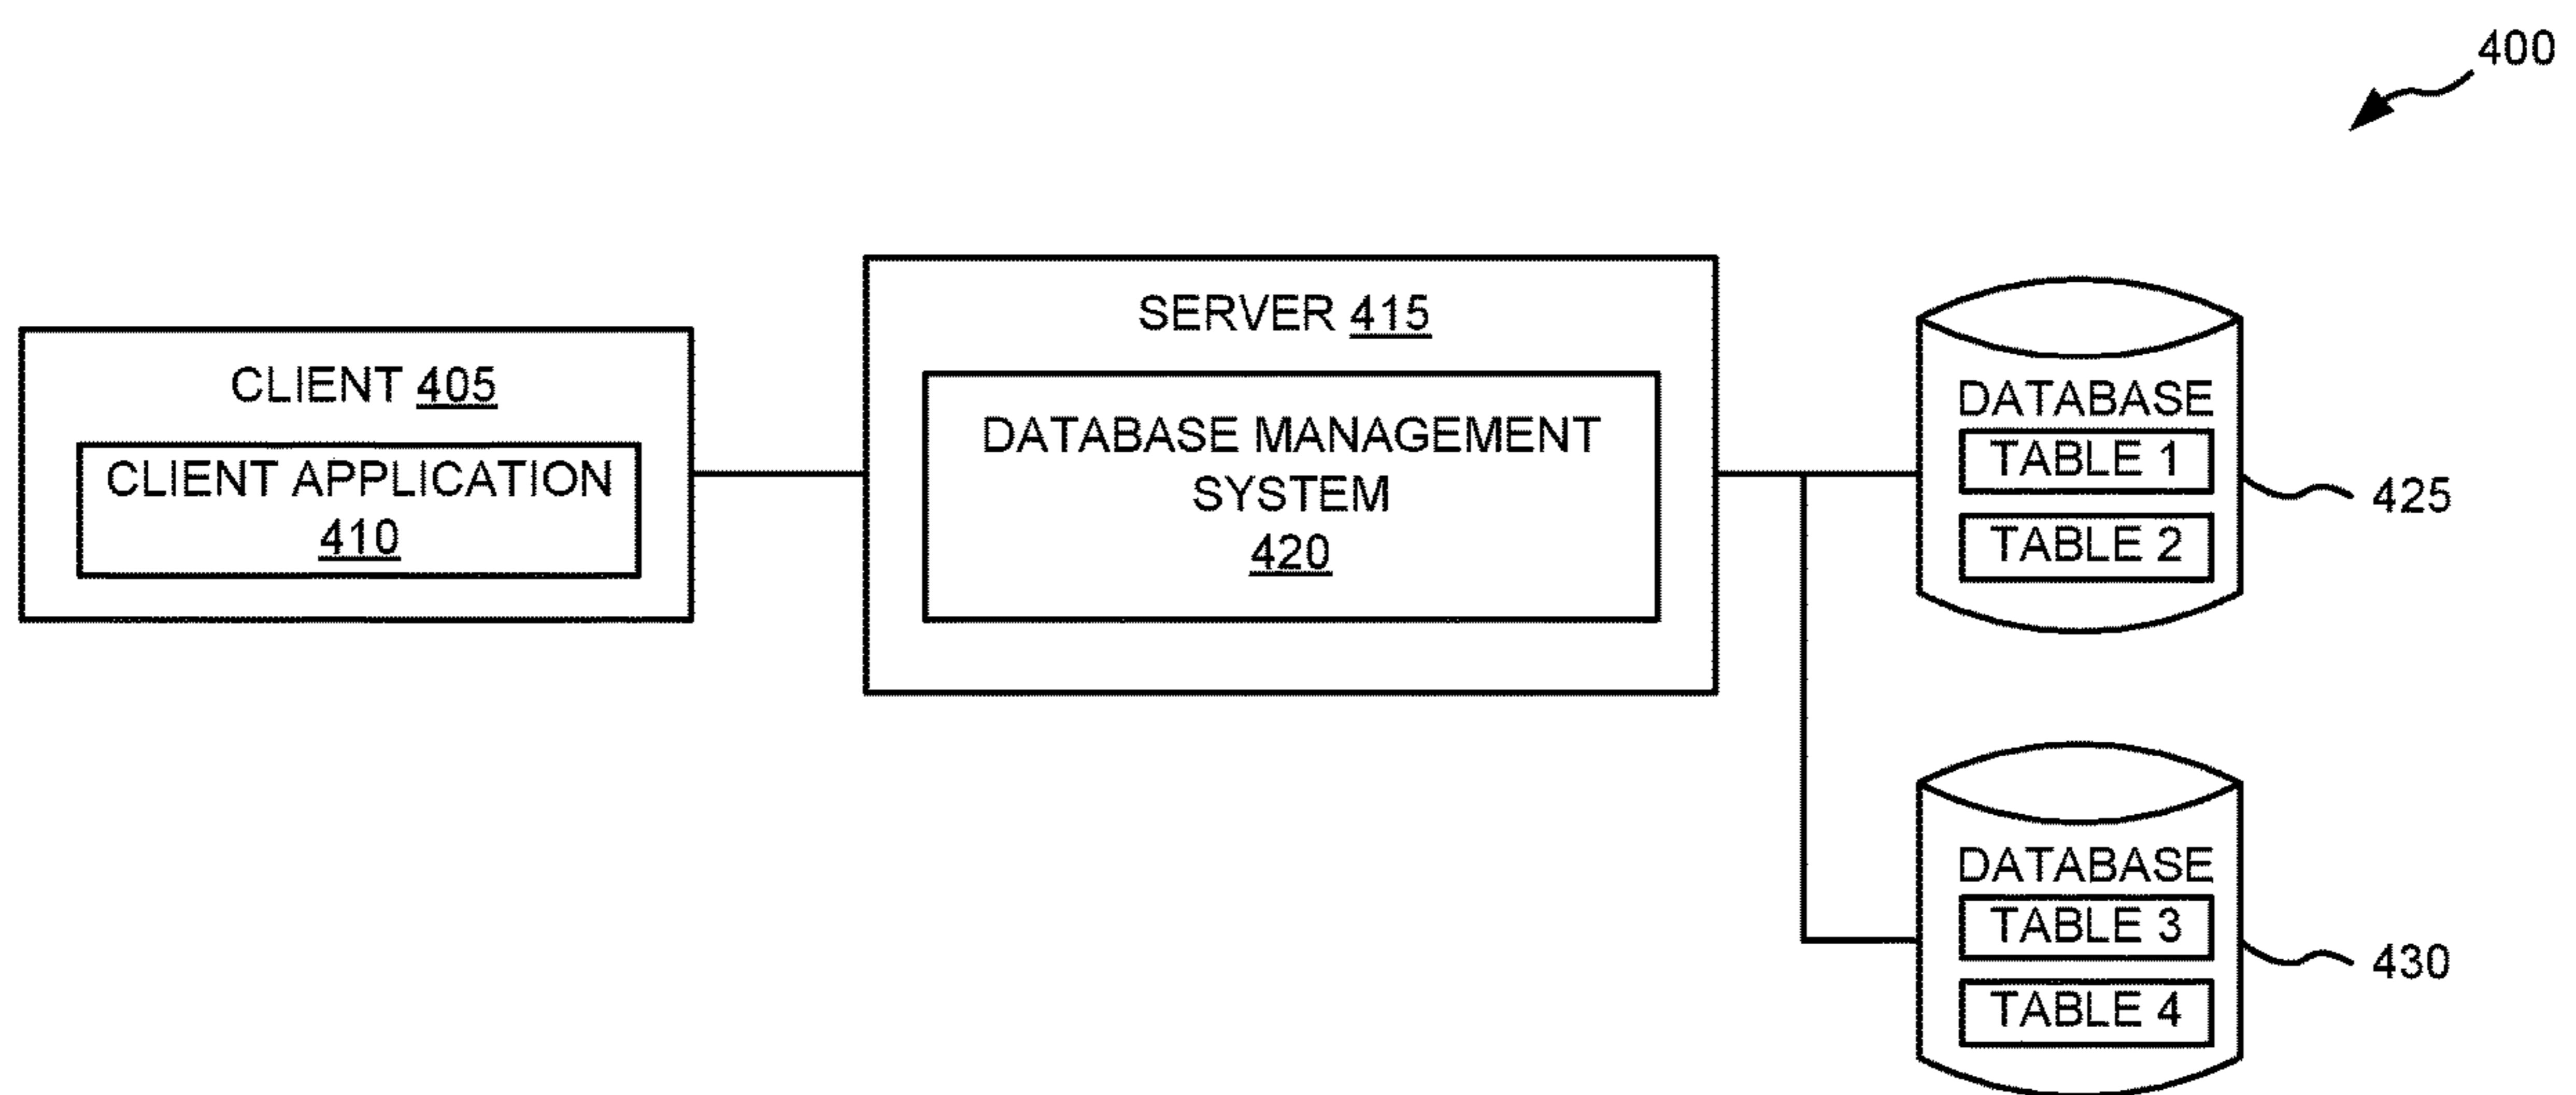 400
CLIENT 405
CLIENT APPLICATION
410
SERVER 415
DATABASE MANAGEMENT
SYSTEM
420
DATABASE
TABLE 1
TABLE 2
425
DATABASE
TABLE 3
TABLE 4
430